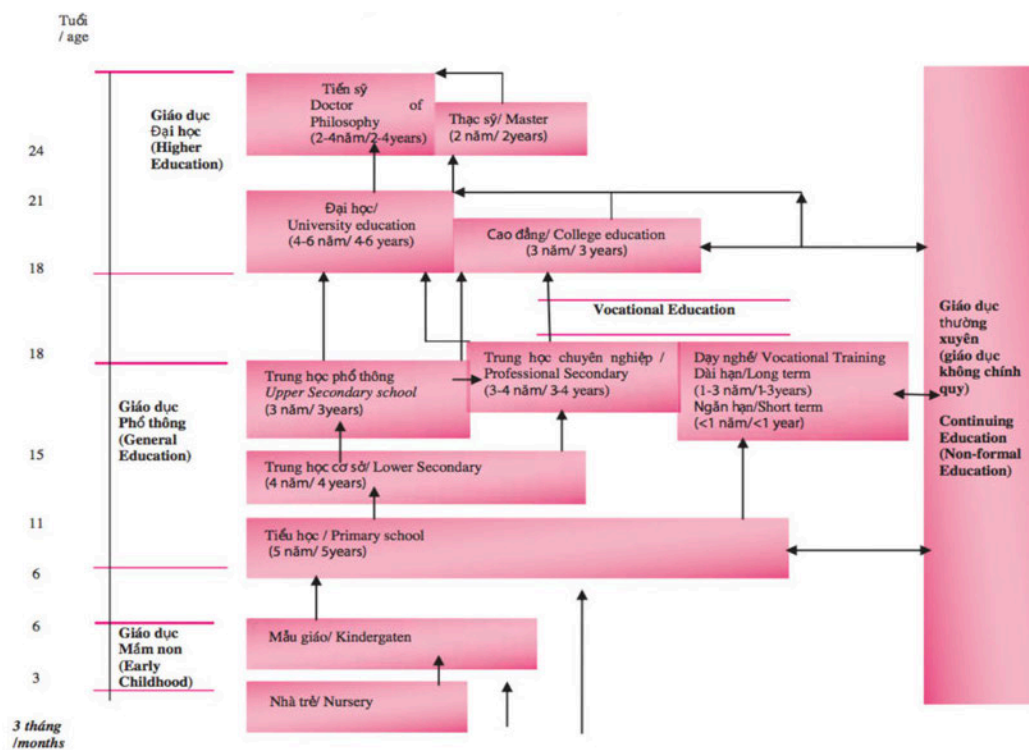 Tuổi
/ age
Tiến sỹ
Doctor of
Philosophy
(2-4năm/2-4years)
Thạc sỹ/ Master
(2 năm/ 2years)
Giáo dục
Đại học
(Higher
Education)
24
21
18
Đại học/
University education
(4-6 năm/ 4-6 years)
Cao đẳng/ College education
(3 năm/ 3 years)
Vocational Education
18
15
11
6
Giáo dục
Phổ thông
(General
Education)
Trung học phổ thông
Upper Secondary school
(3 năm/ 3years)
Trung học chuyên nghiệp /
Professional Secondary
(3-4 năm/ 3-4 years)
Dạy nghề/ Vocational Training
Dài hạn/Long term
(1-3 năm/1-3years)
Ngắn hạn/Short term
(<1 năm/<1 year)
Trung học cơ sở/ Lower Secondary
(4 năm/ 4 years)
Tiểu học / Primary school
(5 năm/ 5years)
Giáo dục
thường
xuyên
(giáo dục
không chính
quy)
Continuing
Education
(Non-formal
Education)
6
3
3 tháng
/months
Giáo dục
Mầm non
(Early
Childhood)
Mẫu giáo/ Kindergaten
Nhà trẻ/ Nursery